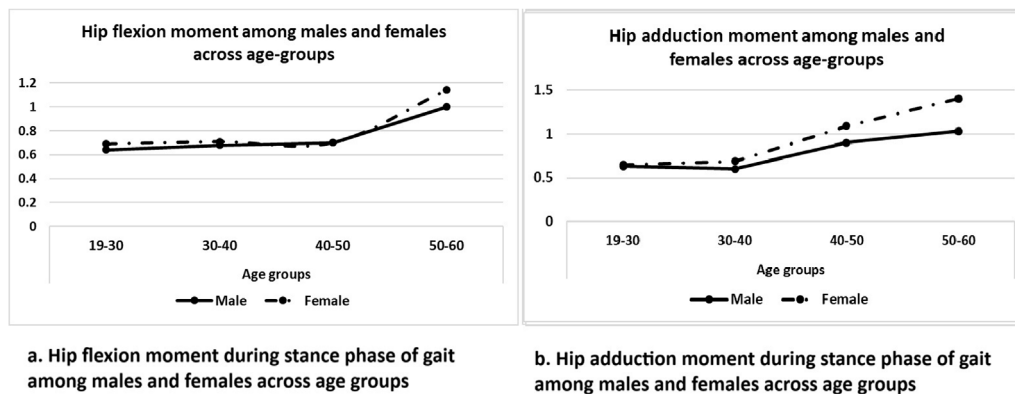 Hip flexion moment among males and females
across age-groups
1.2
1
0.8
0.6
0.4
0.2
0
19-30 30-40 40-50 50-60
Age groups
Male Female
a. Hip flexion moment during stance phase of gait
among males and females across age groups
Hip adduction moment among males and
females across age-groups
1.5
1
0.5
0
19-30 30-40 40-50 50-60
Age groups
Male Female
b. Hip adduction moment during stance phase of gait
among males and females across age groups